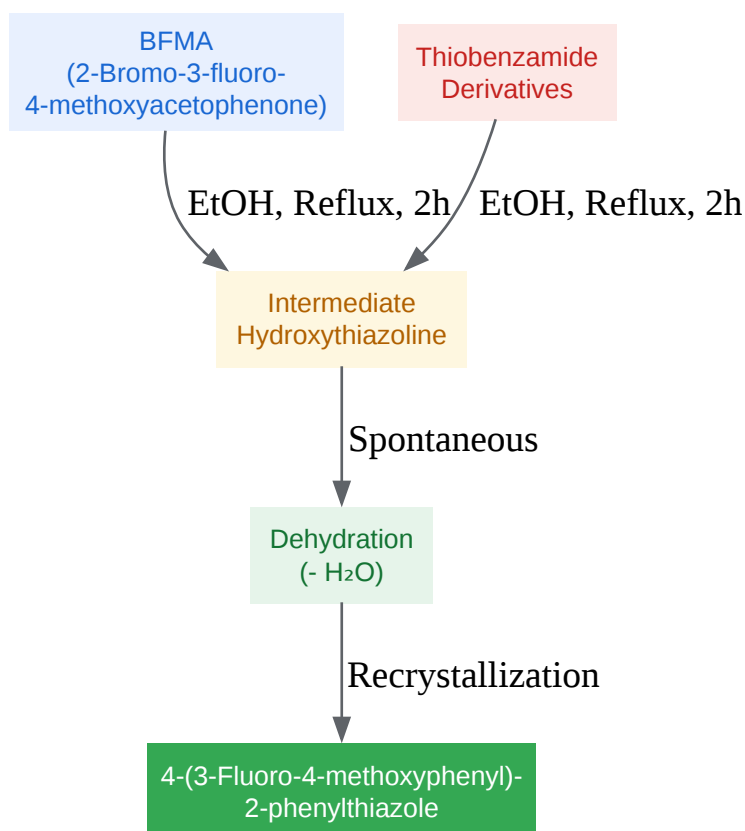 BFMA
(2-Bromo-3-fluoro-
4-methoxyacetophenone)
Thiobenzamide
Derivatives
EtOH, Reflux, 2h
EtOH, Reflux, 2h
Intermediate
Hydroxythiazoline
Spontaneous
Dehydration
(- H₂O)
Recrystallization
4-(3-Fluoro-4-methoxyphenyl)-
2-phenylthiazole